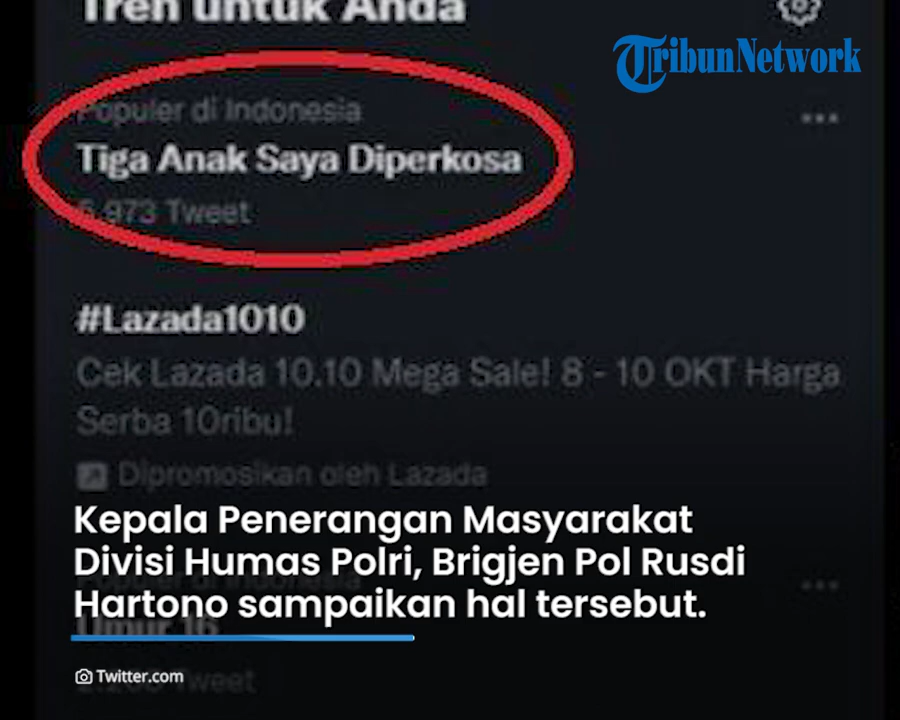 Tren untuk Anda
TribunNetwork
Populer di Indonesia
Tiga Anak Saya Diperkosa
6.973 Tweet
#Lazada1010
Cek Lazada 10.10 Mega Sale! 8 - 10 OKT Harga
Serba 10ribu!
Dipromosikan oleh Lazada
Kepala Penerangan Masyarakat
Divisi Humas Polri, Brigjen Pol Rusdi
Hartono sampaikan hal tersebut.
Umur 16
Twitter.com
Tweet